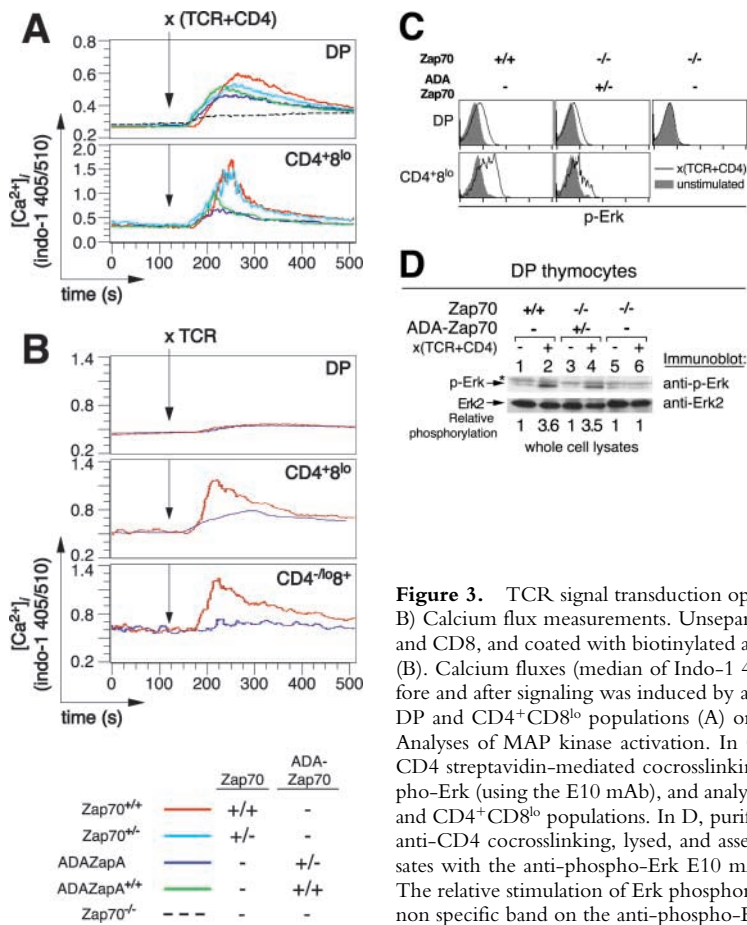 A
x (TCR+CD4)
DP
0.6
0.4
0.2
CD4⁺8ˡᵒ
2.0
1.5
1.0
0.5
0.0
[Ca²⁺]i
(indo-1 405/510)
0 100 200 300 400 500
time (s)
B
x TCR
DP
1.4
0.8
0.2
CD4⁺8ˡᵒ
1.4
0.8
0.2
CD4⁻/ˡᵒ8⁺
1.4
0.8
0.2
[Ca²⁺]i
(indo-1 405/510)
0 100 200 300 400 500
time (s)
Zap70 ADA-Zap70
Zap70⁺/⁺ +/+ -
Zap70⁺/⁻ +/- -
ADAZapA - +/-
ADAZapA⁺/⁺ - +/+
Zap70⁻/⁻ - -
C
Zap70 +/+ -/- -/-
ADA Zap70 - +/- -
DP
CD4⁺8ˡᵒ
x(TCR+CD4)
unstimulated
p-Erk
D
DP thymocytes
Zap70 +/+ -/- -/-
ADA-Zap70 - +/- -
x(TCR+CD4) - + - + - +
1 2 3 4 5 6
Immunoblot:
p-Erk * anti-p-Erk
Erk2 anti-Erk2
Relative phosphorylation 1 3.6 1 3.5 1 1
whole cell lysates
Figure 3. TCR signal transduction op
B) Calcium flux measurements. Unsepar
and CD8, and coated with biotinylated a
(B). Calcium fluxes (median of Indo-1 4
fore and after signaling was induced by a
DP and CD4⁺CD8ˡᵒ populations (A) or
Analyses of MAP kinase activation. In
CD4 streptavidin-mediated cocrosslinkin
pho-Erk (using the E10 mAb), and analy
and CD4⁺CD8ˡᵒ populations. In D, purif
anti-CD4 cocrosslinking, lysed, and asse
sates with the anti-phospho-Erk E10 m
The relative stimulation of Erk phosphor
non specific band on the anti-phospho-E